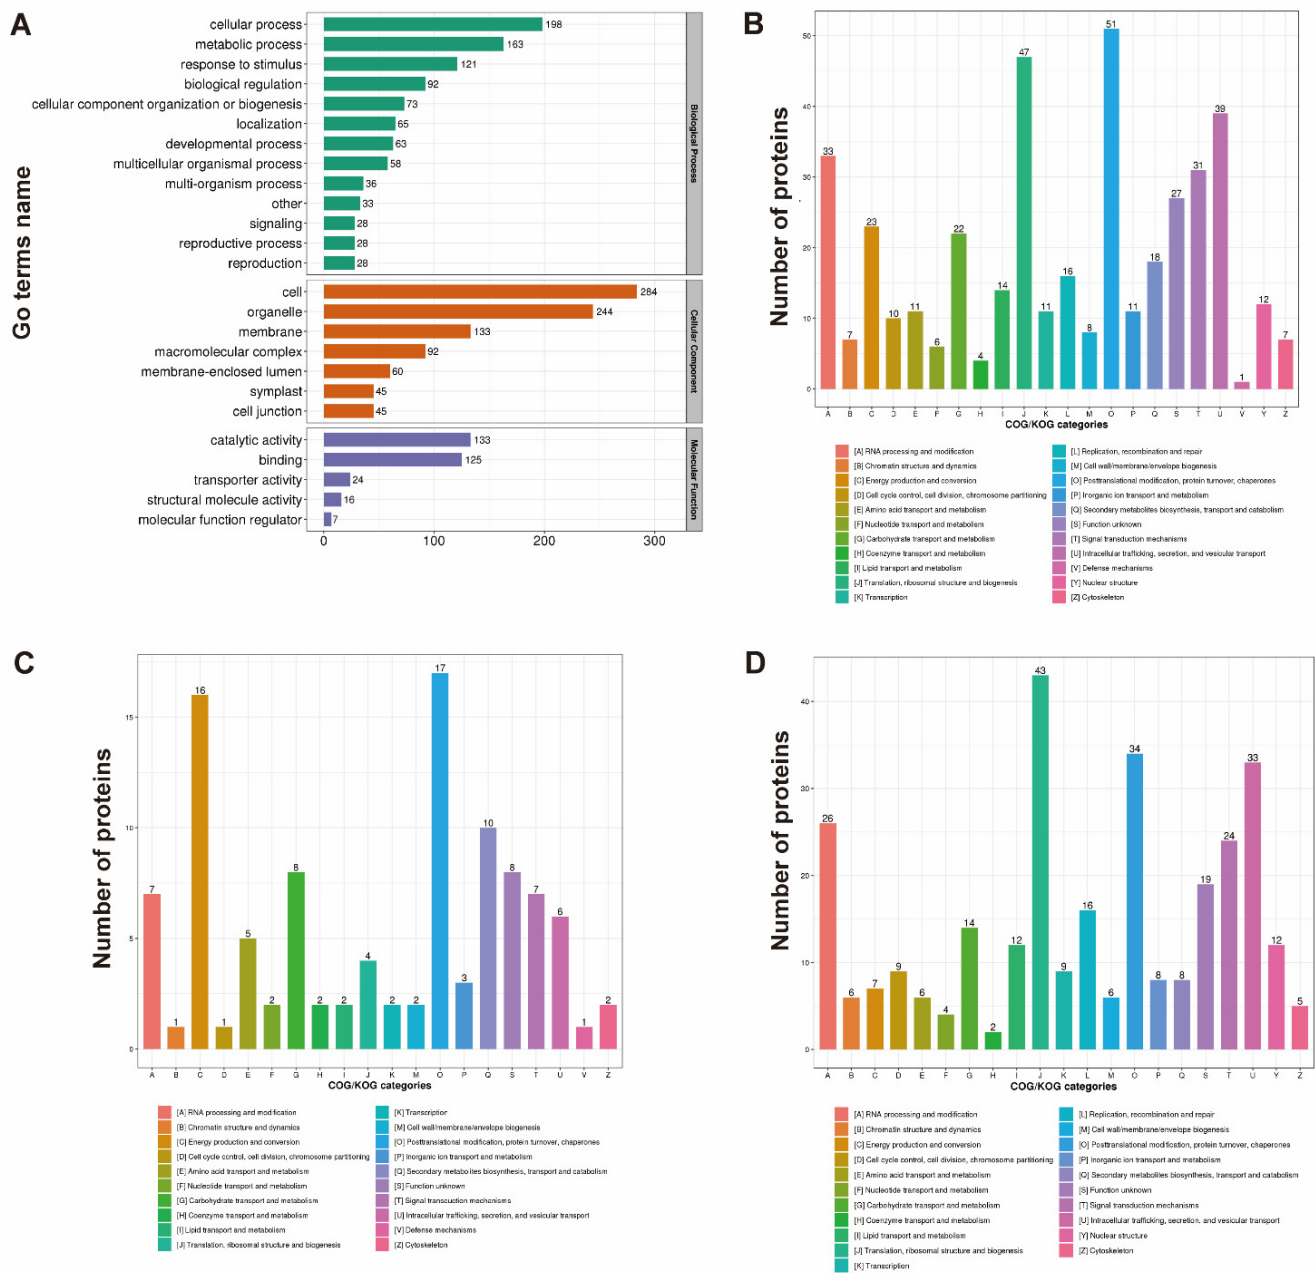 A
Go terms name
cellular process 198
metabolic process 163
response to stimulus 121
biological regulation 92
cellular component organization or biogenesis 73
localization 65
developmental process 63
multicellular organismal process 58
multi-organism process 36
other 33
signaling 28
reproductive process 28
reproduction 28
Biological Process
cell 284
organelle 244
membrane 133
macromolecular complex 92
membrane-enclosed lumen 60
symplast 45
cell junction 45
Cellular Component
catalytic activity 133
binding 125
transporter activity 24
structural molecule activity 16
molecular function regulator 7
Molecular Function
0 100 200 300
B
Number of proteins
50
40
30
20
10
0
33 7 23 10 11 6 22 4 14 47 11 16 8 51 11 18 27 31 39 1 12 7
A B C D E F G H I J K L M O P Q S T U V Y Z
COG/KOG categories
[A] RNA processing and modification
[B] Chromatin structure and dynamics
[C] Energy production and conversion
[D] Cell cycle control, cell division, chromosome partitioning
[E] Amino acid transport and metabolism
[F] Nucleotide transport and metabolism
[G] Carbohydrate transport and metabolism
[H] Coenzyme transport and metabolism
[I] Lipid transport and metabolism
[J] Translation, ribosomal structure and biogenesis
[K] Transcription
[L] Replication, recombination and repair
[M] Cell wall/membrane/envelope biogenesis
[O] Posttranslational modification, protein turnover, chaperones
[P] Inorganic ion transport and metabolism
[Q] Secondary metabolites biosynthesis, transport and catabolism
[S] Function unknown
[T] Signal transduction mechanisms
[U] Intracellular trafficking, secretion, and vesicular transport
[V] Defense mechanisms
[Y] Nuclear structure
[Z] Cytoskeleton
C
Number of proteins
15
10
5
0
7 1 16 1 5 2 8 2 2 4 2 2 17 3 10 8 7 6 1 2
A B C D E F G H I J K M O P Q S T U V Z
COG/KOG categories
[A] RNA processing and modification
[B] Chromatin structure and dynamics
[C] Energy production and conversion
[D] Cell cycle control, cell division, chromosome partitioning
[E] Amino acid transport and metabolism
[F] Nucleotide transport and metabolism
[G] Carbohydrate transport and metabolism
[H] Coenzyme transport and metabolism
[I] Lipid transport and metabolism
[J] Translation, ribosomal structure and biogenesis
[K] Transcription
[M] Cell wall/membrane/envelope biogenesis
[O] Posttranslational modification, protein turnover, chaperones
[P] Inorganic ion transport and metabolism
[Q] Secondary metabolites biosynthesis, transport and catabolism
[S] Function unknown
[T] Signal transduction mechanisms
[U] Intracellular trafficking, secretion, and vesicular transport
[V] Defense mechanisms
[Z] Cytoskeleton
D
Number of proteins
40
30
20
10
0
26 6 7 9 6 4 14 2 12 43 9 16 6 34 8 8 19 24 33 12 5
A B C D E F G H I J K L M O P Q S T U Y Z
COG/KOG categories
[A] RNA processing and modification
[B] Chromatin structure and dynamics
[C] Energy production and conversion
[D] Cell cycle control, cell division, chromosome partitioning
[E] Amino acid transport and metabolism
[F] Nucleotide transport and metabolism
[G] Carbohydrate transport and metabolism
[H] Coenzyme transport and metabolism
[I] Lipid transport and metabolism
[J] Translation, ribosomal structure and biogenesis
[K] Transcription
[L] Replication, recombination and repair
[M] Cell wall/membrane/envelope biogenesis
[O] Posttranslational modification, protein turnover, chaperones
[P] Inorganic ion transport and metabolism
[Q] Secondary metabolites biosynthesis, transport and catabolism
[S] Function unknown
[T] Signal transduction mechanisms
[U] Intracellular trafficking, secretion, and vesicular transport
[Y] Nuclear structure
[Z] Cytoskeleton